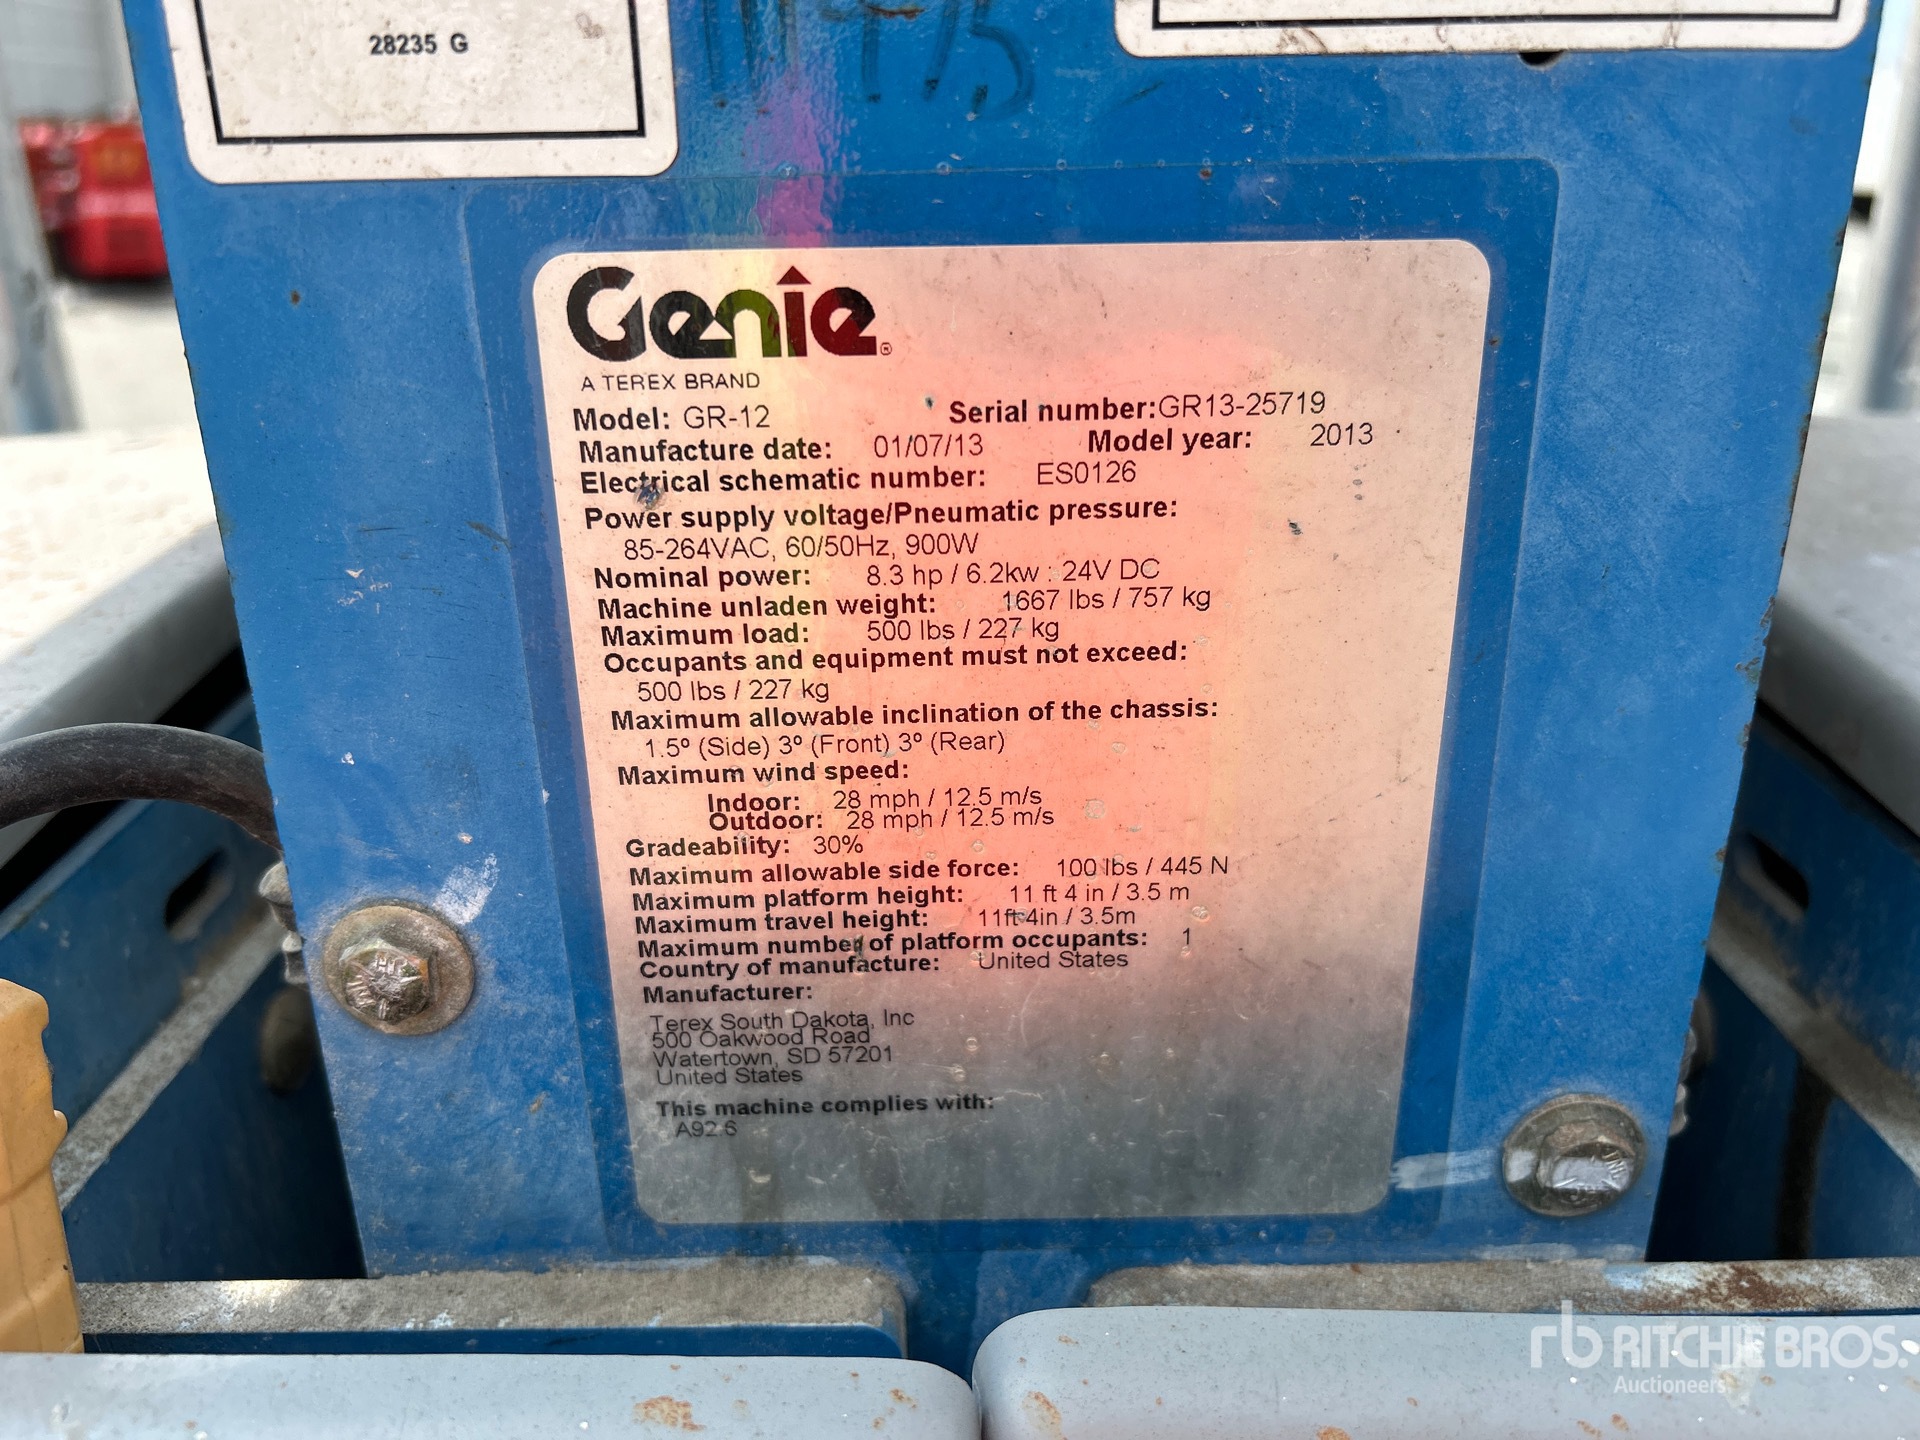 28235 G
Genie®
A TEREX BRAND
Model: GR-12 Serial number:GR13-25719
Manufacture date: 01/07/13 Model year: 2013
Electrical schematic number: ES0126
Power supply voltage/Pneumatic pressure:
85-264VAC, 60/50Hz, 900W
Nominal power: 8.3 hp / 6.2kw : 24V DC
Machine unladen weight: 1667 lbs / 757 kg
Maximum load: 500 lbs / 227 kg
Occupants and equipment must not exceed:
500 lbs / 227 kg
Maximum allowable inclination of the chassis:
1.5º (Side) 3º (Front) 3º (Rear)
Maximum wind speed:
Indoor: 28 mph / 12.5 m/s
Outdoor: 28 mph / 12.5 m/s
Gradeability: 30%
Maximum allowable side force: 100 lbs / 445 N
Maximum platform height: 11 ft 4 in / 3.5 m
Maximum travel height: 11ft 4in / 3.5m
Maximum number of platform occupants: 1
Country of manufacture: United States
Manufacturer:
Terex South Dakota, Inc
500 Oakwood Road
Watertown, SD 57201
United States
This machine complies with:
A92.6
rb RITCHIE BROS.
Auctioneers